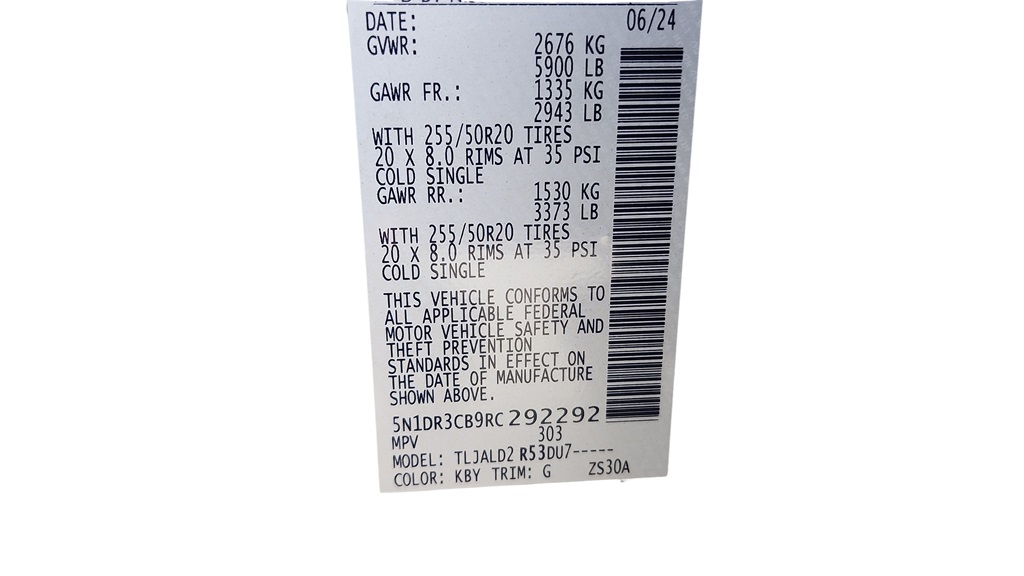 DATE: 06/24
GVWR: 2676 KG
5900 LB
GAWR FR.: 1335 KG
2943 LB
WITH 255/50R20 TIRES
20 X 8.0 RIMS AT 35 PSI
COLD SINGLE
GAWR RR.: 1530 KG
3373 LB
WITH 255/50R20 TIRES
20 X 8.0 RIMS AT 35 PSI
COLD SINGLE
THIS VEHICLE CONFORMS TO
ALL APPLICABLE FEDERAL
MOTOR VEHICLE SAFETY AND
THEFT PREVENTION
STANDARDS IN EFFECT ON
THE DATE OF MANUFACTURE
SHOWN ABOVE.
5N1DR3CB9RC292292
MPV 303
MODEL: TLJALD2 R53DU7-----
COLOR: KBY TRIM: G ZS30A